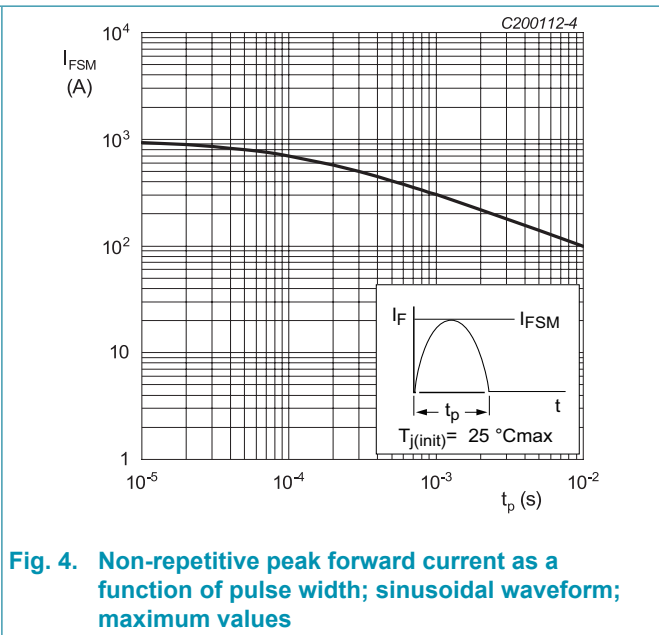 C200112-4
I_FSM
(A)
10^4
10^3
10^2
10
1
10^-5
10^-4
10^-3
10^-2
t_p (s)
I_F
I_FSM
t_p
t
T_j(init)= 25 °Cmax
Fig. 4. Non-repetitive peak forward current as a
function of pulse width; sinusoidal waveform;
maximum values